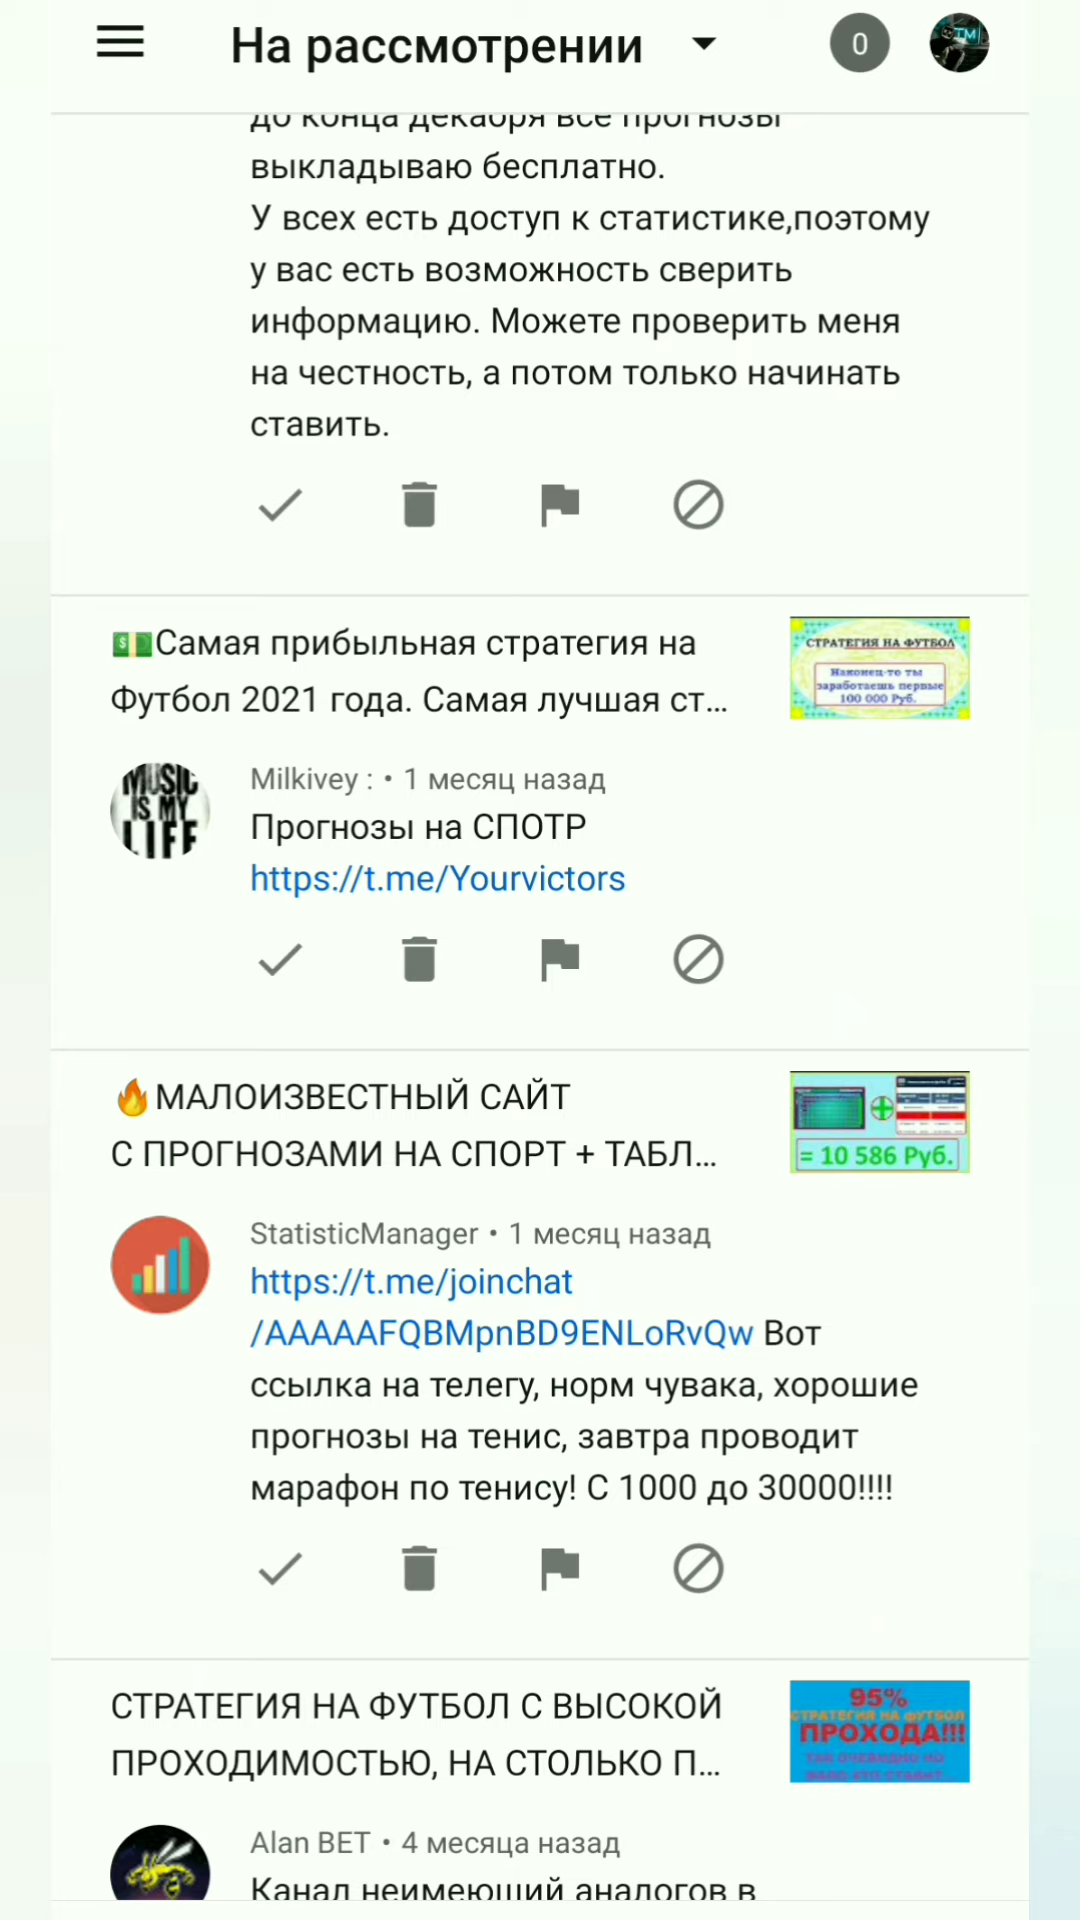 На рассмотрении
0
до конца декабря все прогнозы
выкладываю бесплатно.
У всех есть доступ к статистике,поэтому
у вас есть возможность сверить
информацию. Можете проверить меня
на честность, а потом только начинать
ставить.
💵Самая прибыльная стратегия на
Футбол 2021 года. Самая лучшая ст...
СТРАТЕГИЯ НА ФУТБОЛ
Наконец-то ты
заработаешь первые
100 000 Руб.
MUSIC
IS MY
LIFE
Milkivey : • 1 месяц назад
Прогнозы на СПОТР
https://t.me/Yourvictors
🔥МАЛОИЗВЕСТНЫЙ САЙТ
С ПРОГНОЗАМИ НА СПОРТ + ТАБЛ...
= 10 586 Руб.
StatisticManager • 1 месяц назад
https://t.me/joinchat
/AAAAAFQBMpnBD9ENLoRvQw Вот
ссылка на телегу, норм чувака, хорошие
прогнозы на тенис, завтра проводит
марафон по тенису! С 1000 до 30000!!!!
СТРАТЕГИЯ НА ФУТБОЛ С ВЫСОКОЙ
ПРОХОДИМОСТЬЮ, НА СТОЛЬКО П...
95%
СТРАТЕГИЯ НА ФУТБОЛ
ПРОХОДА!!!
Alan BET • 4 месяца назад
Канал неимеющий аналогов в